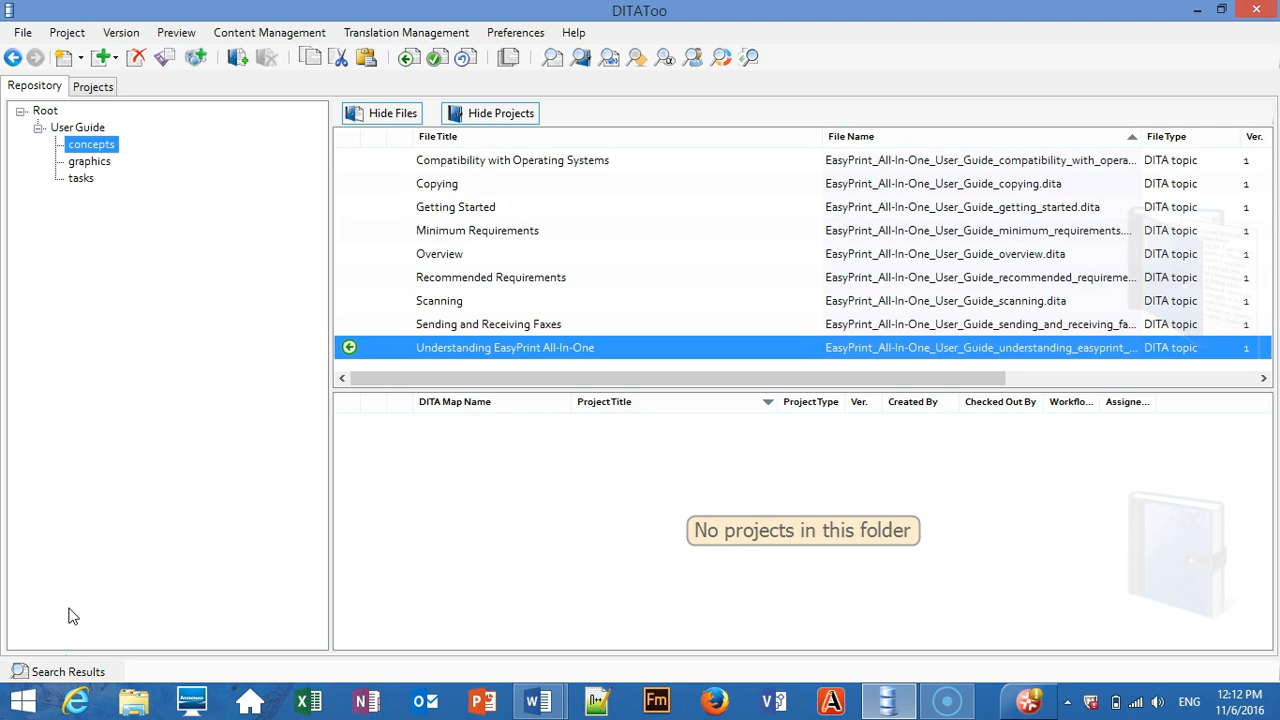 DITAToo
File Project Version Preview Content Management Translation Management Preferences Help
Repository Projects
Root
User Guide
concepts
graphics
tasks
Hide Files Hide Projects
File Title File Name File Type Ver.
Compatibility with Operating Systems EasyPrint_All-In-One_User_Guide_compatibility_with_opera... DITA topic 1
Copying EasyPrint_All-In-One_User_Guide_copying.dita DITA topic 1
Getting Started EasyPrint_All-In-One_User_Guide_getting_started.dita DITA topic 1
Minimum Requirements EasyPrint_All-In-One_User_Guide_minimum_requirements.... DITA topic 1
Overview EasyPrint_All-In-One_User_Guide_overview.dita DITA topic 1
Recommended Requirements EasyPrint_All-In-One_User_Guide_recommended_requireme... DITA topic 1
Scanning EasyPrint_All-In-One_User_Guide_scanning.dita DITA topic 1
Sending and Receiving Faxes EasyPrint_All-In-One_User_Guide_sending_and_receiving_fa... DITA topic 1
Understanding EasyPrint All-In-One EasyPrint_All-In-One_User_Guide_understanding_easyprint_... DITA topic 1
DITA Map Name Project Title Project Type Ver. Created By Checked Out By Workflo... Assigne...
No projects in this folder
Search Results
ENG
12:12 PM
11/6/2016